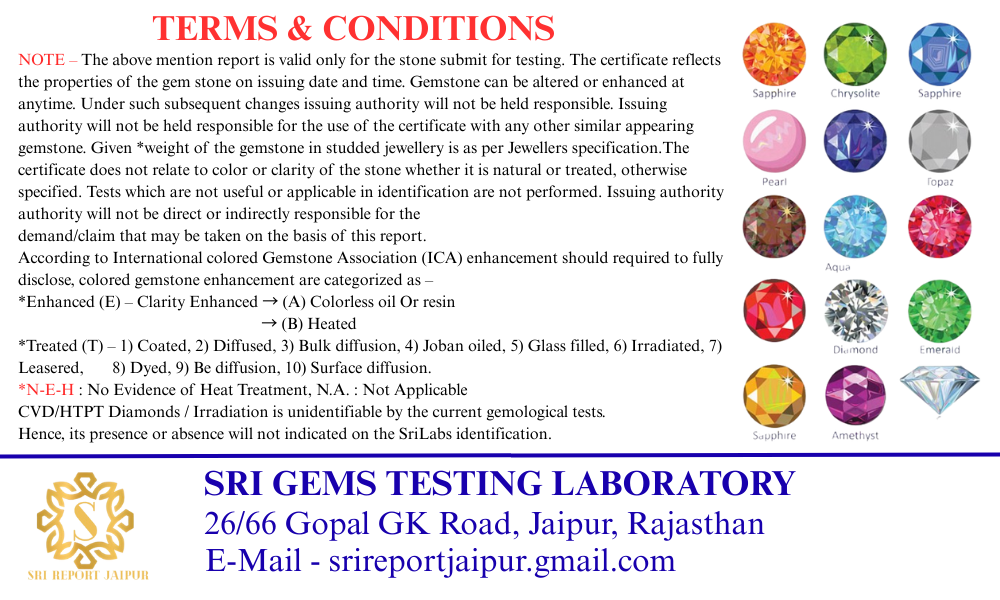 TERMS & CONDITIONS
NOTE – The above mention report is valid only for the stone submit for testing. The certificate reflects
the properties of the gem stone on issuing date and time. Gemstone can be altered or enhanced at
anytime. Under such subsequent changes issuing authority will not be held responsible. Issuing
authority will not be held responsible for the use of the certificate with any other similar appearing
gemstone. Given *weight of the gemstone in studded jewellery is as per Jewellers specification.The
certificate does not relate to color or clarity of the stone whether it is natural or treated, otherwise
specified. Tests which are not useful or applicable in identification are not performed. Issuing authority
authority will not be direct or indirectly responsible for the
demand/claim that may be taken on the basis of this report.
According to International colored Gemstone Association (ICA) enhancement should required to fully
disclose, colored gemstone enhancement are categorized as –
*Enhanced (E) – Clarity Enhanced → (A) Colorless oil Or resin
→ (B) Heated
*Treated (T) – 1) Coated, 2) Diffused, 3) Bulk diffusion, 4) Joban oiled, 5) Glass filled, 6) Irradiated, 7)
Leasered, 8) Dyed, 9) Be diffusion, 10) Surface diffusion.
*N-E-H : No Evidence of Heat Treatment, N.A. : Not Applicable
CVD/HTPT Diamonds / Irradiation is unidentifiable by the current gemological tests.
Hence, its presence or absence will not indicated on the SriLabs identification.
Sapphire Chrysolite Sapphire
Pearl Topaz
Aqua
Diamond Emerald
Sapphire Amethyst
S
SRI REPORT JAIPUR
SRI GEMS TESTING LABORATORY
26/66 Gopal GK Road, Jaipur, Rajasthan
E-Mail - srireportjaipur.gmail.com